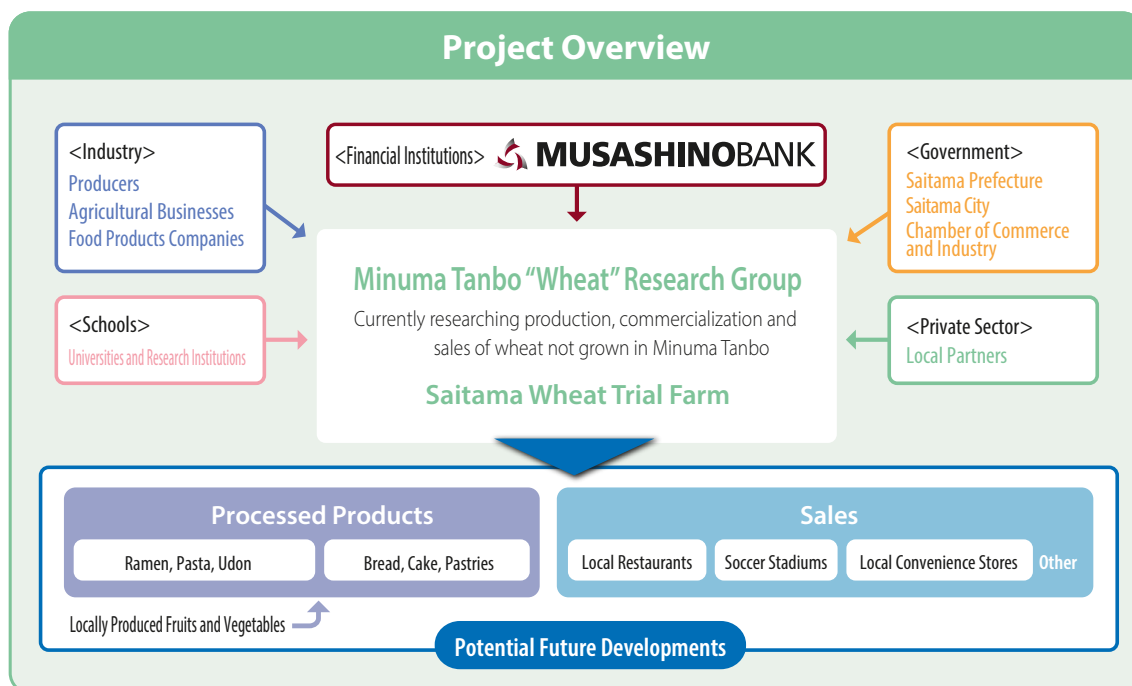 Project Overview
<Industry>
Producers
Agricultural Businesses
Food Products Companies
<Financial Institutions> MUSASHINOBANK
<Government>
Saitama Prefecture
Saitama City
Chamber of Commerce
and Industry
<Schools>
Universities and Research Institutions
Minuma Tanbo “Wheat” Research Group
Currently researching production, commercialization and
sales of wheat not grown in Minuma Tanbo
Saitama Wheat Trial Farm
<Private Sector>
Local Partners
Processed Products
Ramen, Pasta, Udon
Bread, Cake, Pastries
Locally Produced Fruits and Vegetables
Sales
Local Restaurants
Soccer Stadiums
Local Convenience Stores
Other
Potential Future Developments